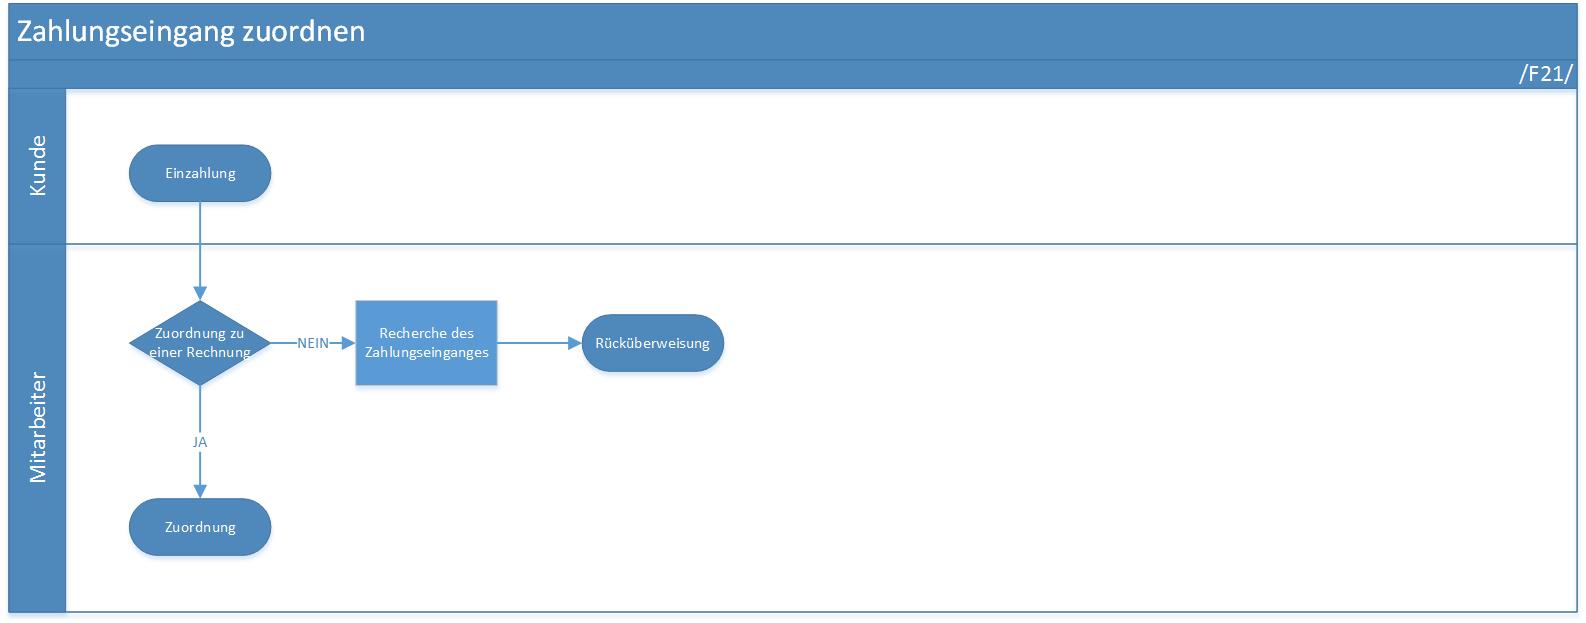 Zahlungseingang zuordnen
/F21/
Kunde
Einzahlung
Mitarbeiter
Zuordnung zu
einer Rechnung
NEIN
Recherche des
Zahlungseinganges
Rücküberweisung
JA
Zuordnung